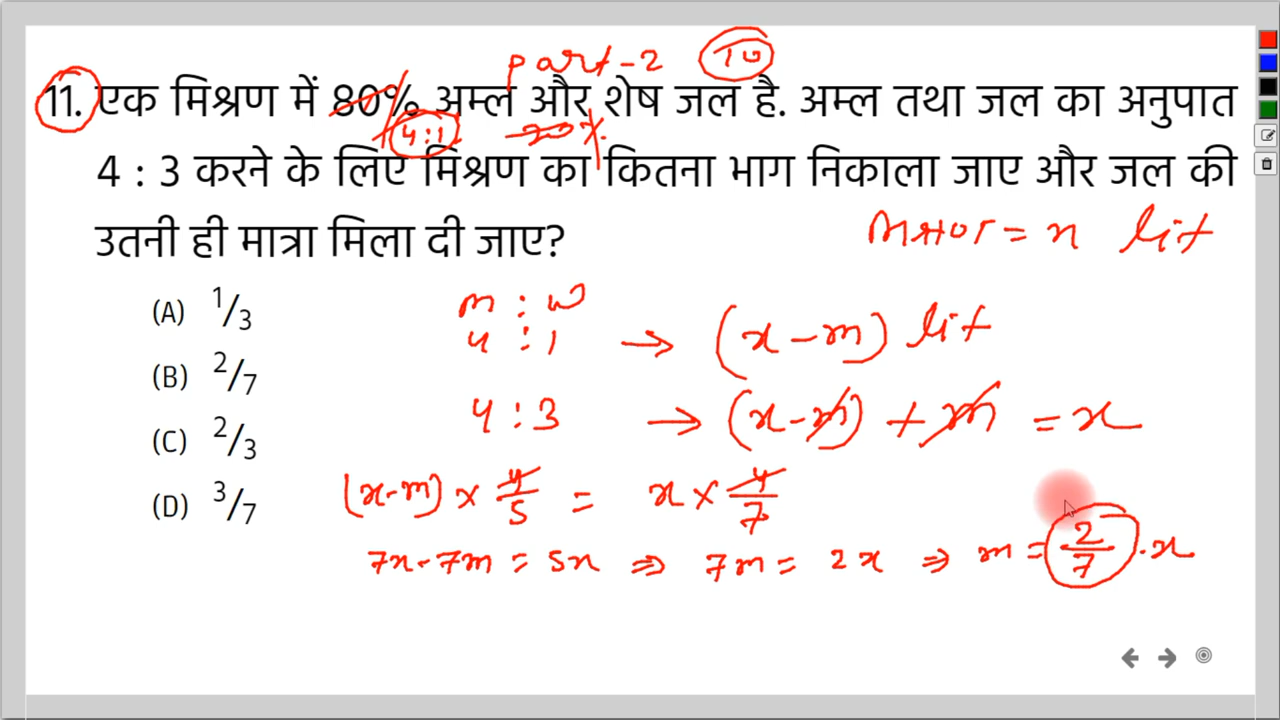 part-2 10
11. एक मिश्रण में 80% अम्ल और शेष जल है. अम्ल तथा जल का अनुपात
4:1 20%
4 : 3 करने के लिए मिश्रण का कितना भाग निकाला जाए और जल की
उतनी ही मात्रा मिला दी जाए?
= x lit
(A) 1/3
m : w
4 : 1 → (x-m) lit
(B) 2/7
4 : 3 → (x-m) + m = x
(C) 2/3
(D) 3/7
(x-m) × 4/5 = x × 4/7
7x-7m = 5x ⇒ 7m = 2x ⇒ m = 2/7 . x